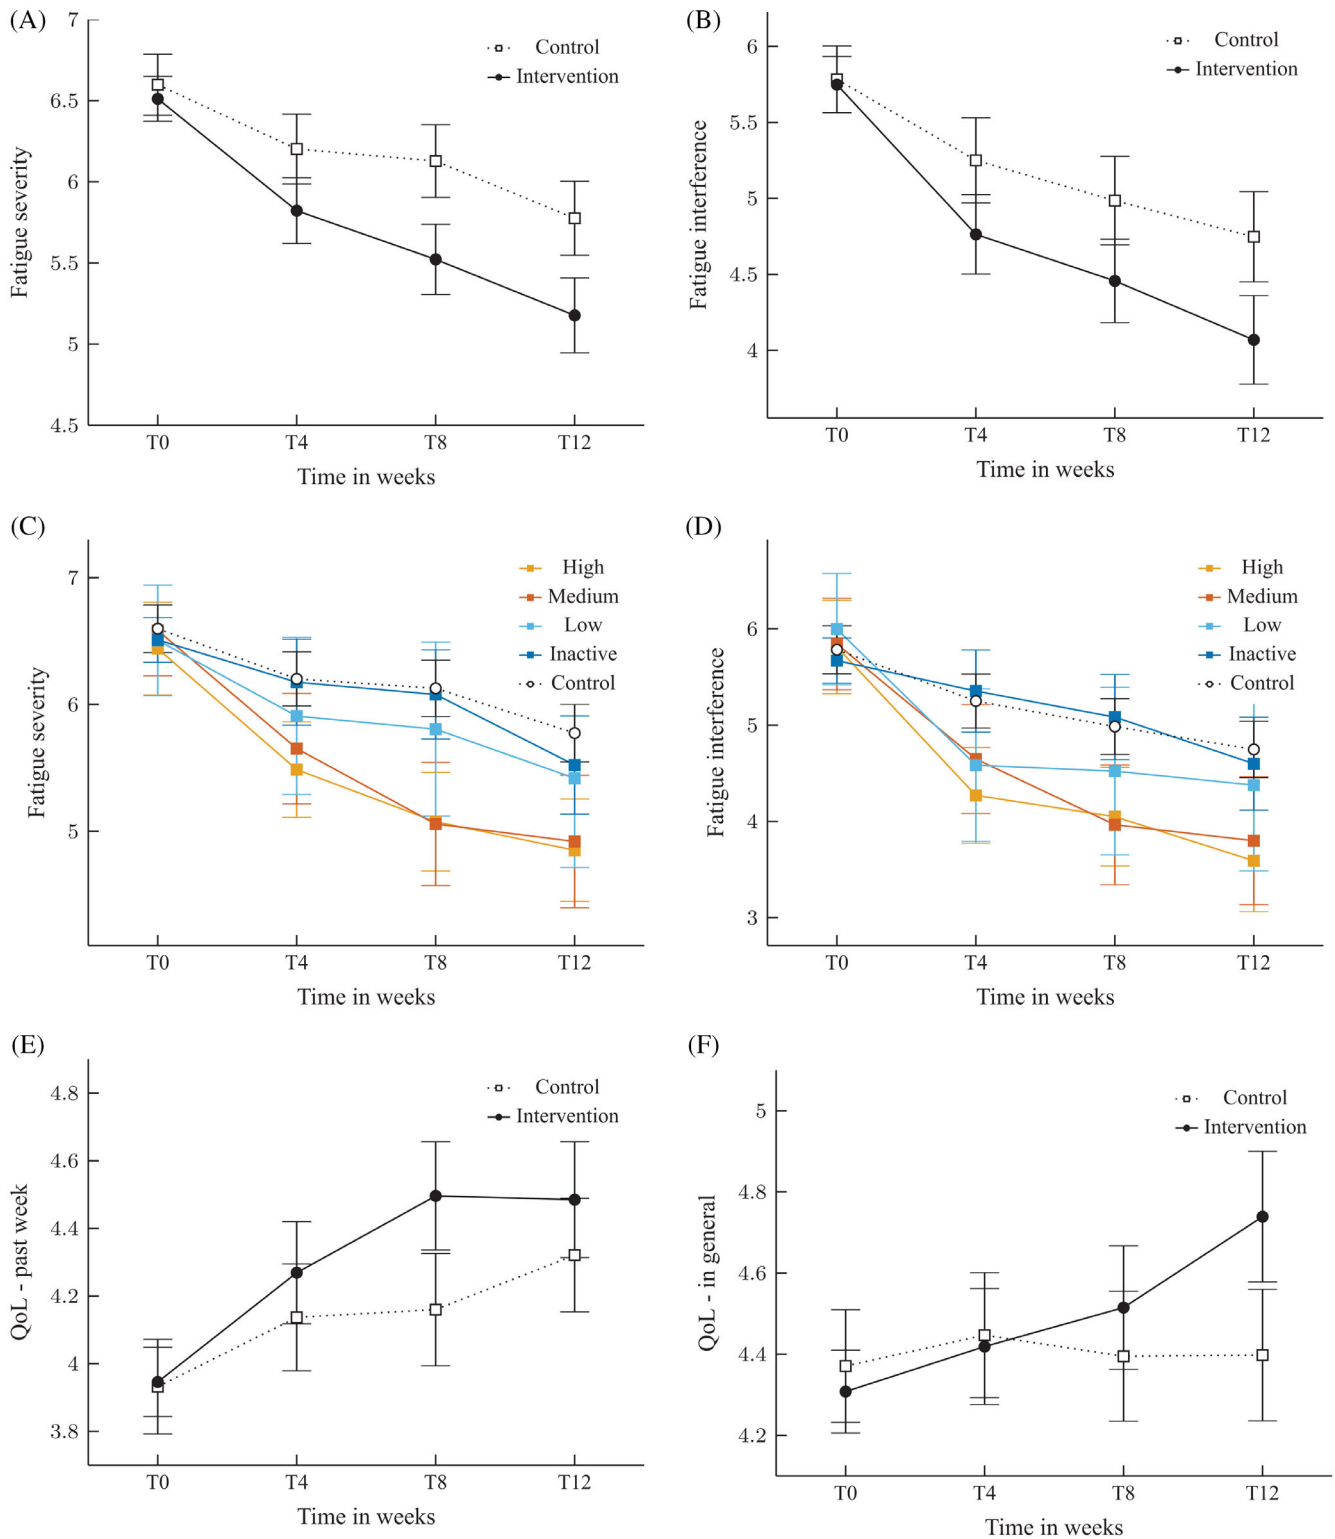 (A)
Fatigue severity
7
6.5
6
5.5
5
4.5
T0 T4 T8 T12
Time in weeks
Control
Intervention
(B)
Fatigue interference
6
5.5
5
4.5
4
T0 T4 T8 T12
Time in weeks
Control
Intervention
(C)
Fatigue severity
7
6
5
T0 T4 T8 T12
Time in weeks
High
Medium
Low
Inactive
Control
(D)
Fatigue interference
6
5
4
3
T0 T4 T8 T12
Time in weeks
High
Medium
Low
Inactive
Control
(E)
QoL - past week
4.8
4.6
4.4
4.2
4
3.8
T0 T4 T8 T12
Time in weeks
Control
Intervention
(F)
QoL - in general
5
4.8
4.6
4.4
4.2
T0 T4 T8 T12
Time in weeks
Control
Intervention